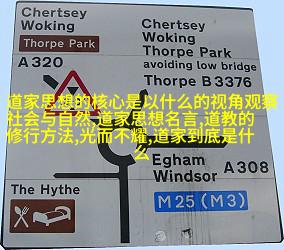 Chertsey
Woking
Thorpe Park
A320
Chertsey
Woking
Thorpe Park
avoiding low bridge
Thorpe B3376
道家思想的核心是以什么的视角观察
社会与自然,道家思想名言,道教的
修行方法,光而不耀,道家到底是什
么
Egham
Windsor
A308
The Hythe
M25 (M3)